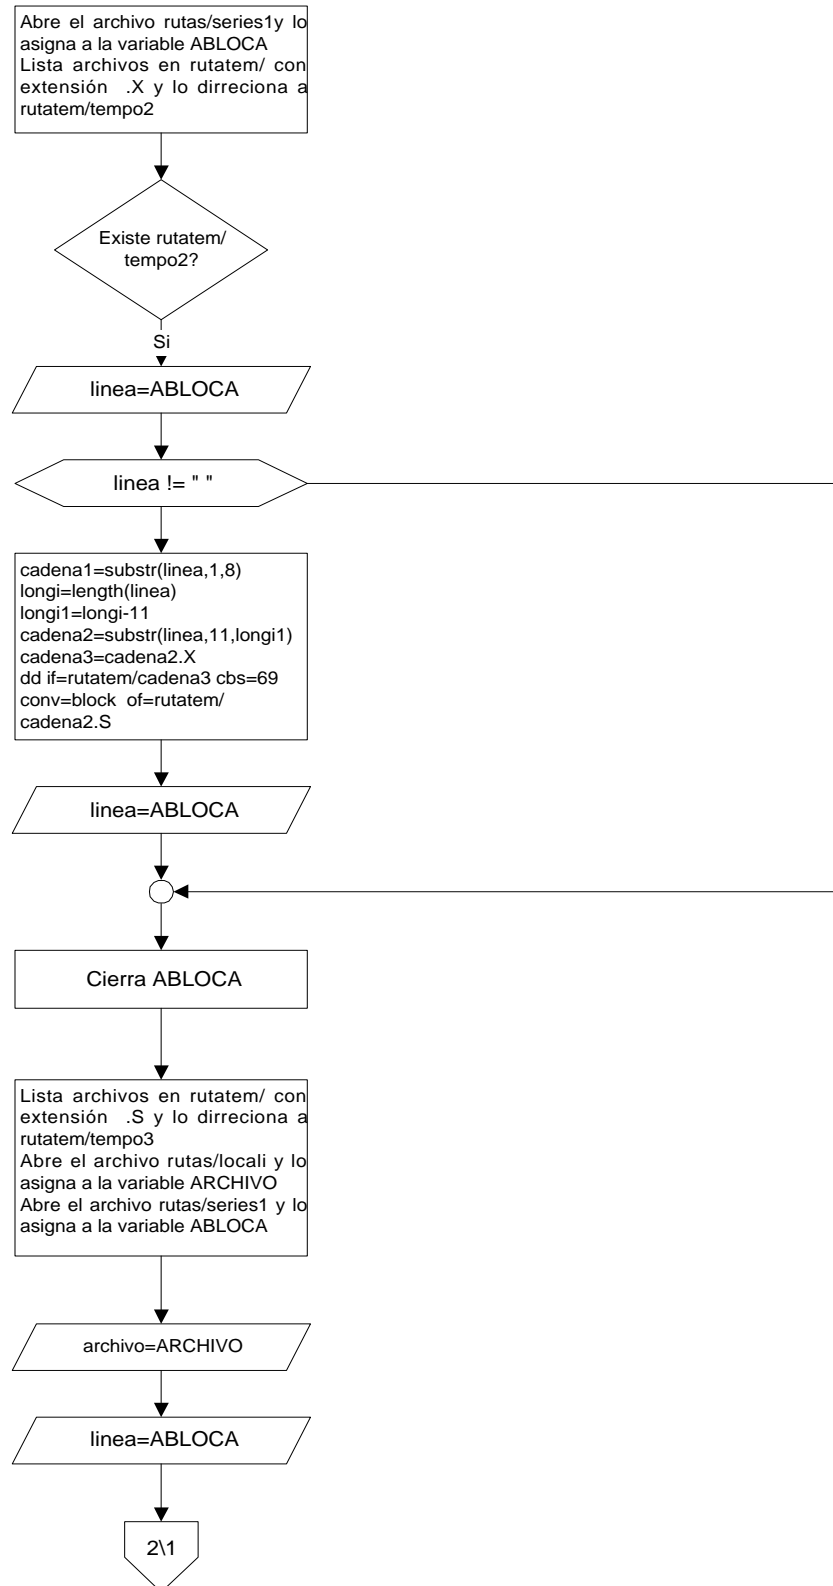 Abre el archivo rutas/series1y lo
asigna a la variable ABLOCA
Lista archivos en rutatem/ con
extensión .X y lo dirreciona a
rutatem/tempo2
Existe rutatem/
tempo2?
Si
linea=ABLOCA
linea != " "
cadena1=substr(linea,1,8)
longi=length(linea)
longi1=longi-11
cadena2=substr(linea,11,longi1)
cadena3=cadena2.X
dd if=rutatem/cadena3 cbs=69
conv=block of=rutatem/
cadena2.S
linea=ABLOCA
Cierra ABLOCA
Lista archivos en rutatem/ con
extensión .S y lo dirreciona a
rutatem/tempo3
Abre el archivo rutas/locali y lo
asigna a la variable ARCHIVO
Abre el archivo rutas/series1 y lo
asigna a la variable ABLOCA
archivo=ARCHIVO
linea=ABLOCA
2\1